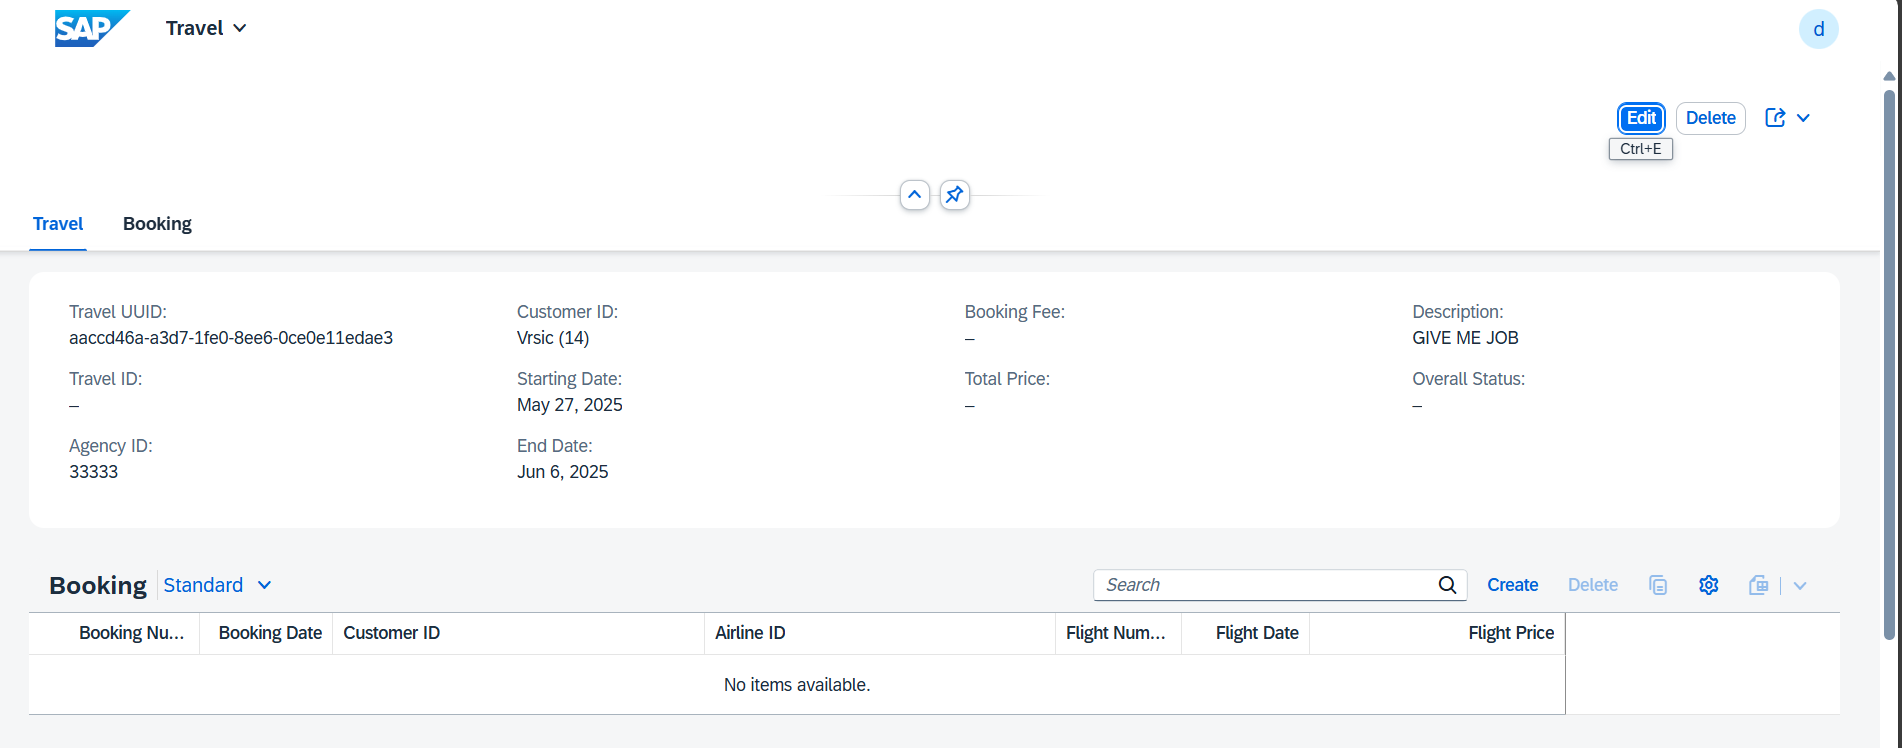 SAP Travel d
Edit Delete
Ctrl+E
Travel Booking
Travel UUID: Customer ID: Booking Fee: Description:
aaccd46a-a3d7-1fe0-8ee6-0ce0e11edae3 Vrsic (14) – GIVE ME JOB
Travel ID: Starting Date: Total Price: Overall Status:
– May 27, 2025 – –
Agency ID: End Date:
33333 Jun 6, 2025
Booking Standard Search Create Delete
Booking Nu... Booking Date Customer ID Airline ID Flight Num... Flight Date Flight Price
No items available.